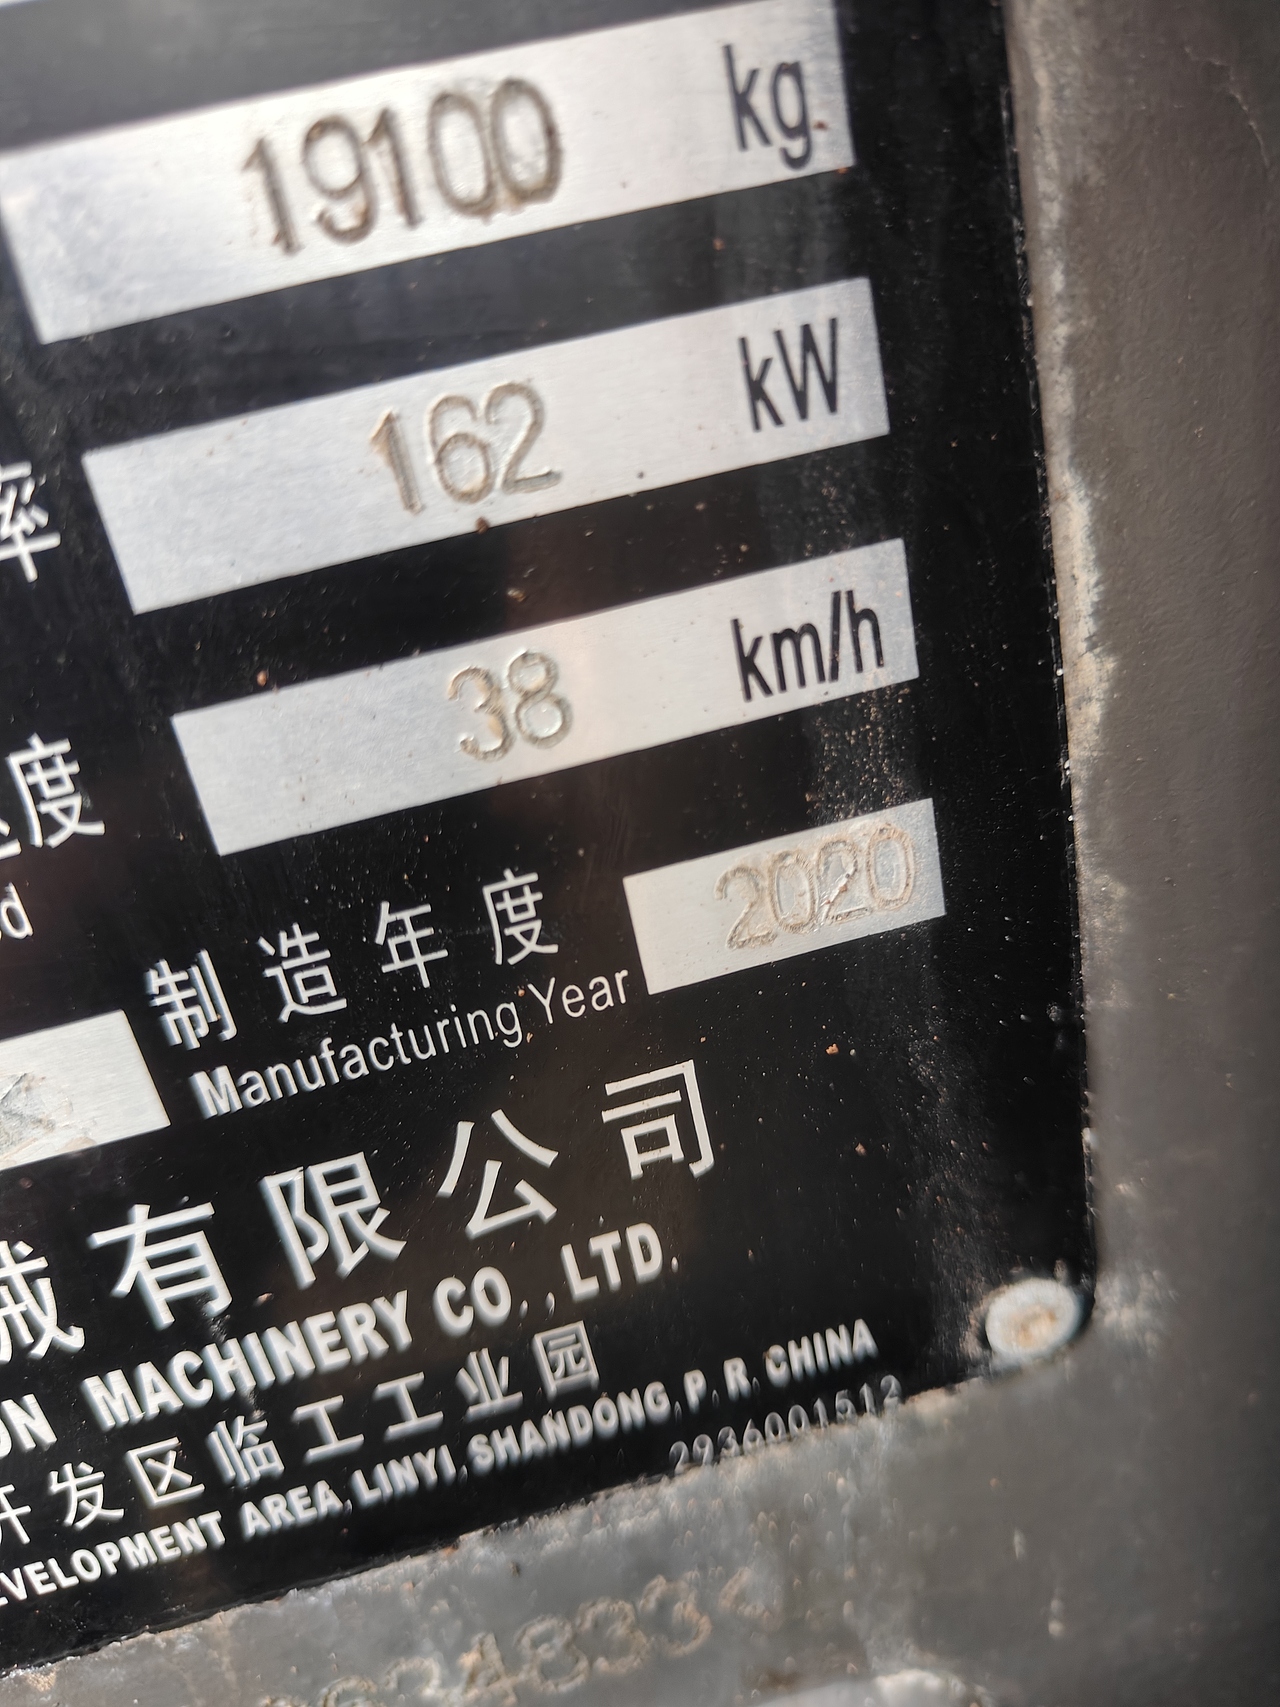 19100 kg
率 162 kW
度 38 km/h
制造年度 2020
Manufacturing Year
械有限公司
MACHINERY CO., LTD.
开发区临工工业园
DEVELOPMENT AREA, LINYI, SHANDONG, P. R. CHINA
2936001512